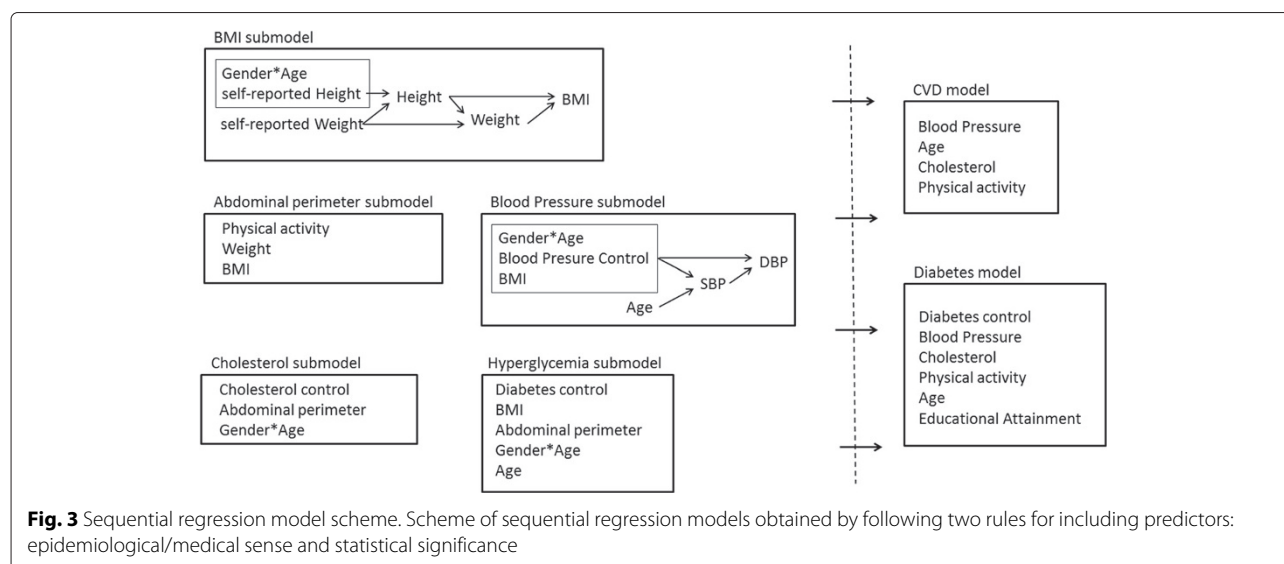 BMI submodel
Gender*Age
self-reported Height
Height
BMI
self-reported Weight
Weight
CVD model
Blood Pressure
Age
Cholesterol
Physical activity
Abdominal perimeter submodel
Physical activity
Weight
BMI
Blood Pressure submodel
Gender*Age
Blood Presure Control
BMI
DBP
SBP
Age
Diabetes model
Diabetes control
Blood Pressure
Cholesterol
Physical activity
Age
Educational Attainment
Cholesterol submodel
Cholesterol control
Abdominal perimeter
Gender*Age
Hyperglycemia submodel
Diabetes control
BMI
Abdominal perimeter
Gender*Age
Age
Fig. 3 Sequential regression model scheme. Scheme of sequential regression models obtained by following two rules for including predictors:
epidemiological/medical sense and statistical significance